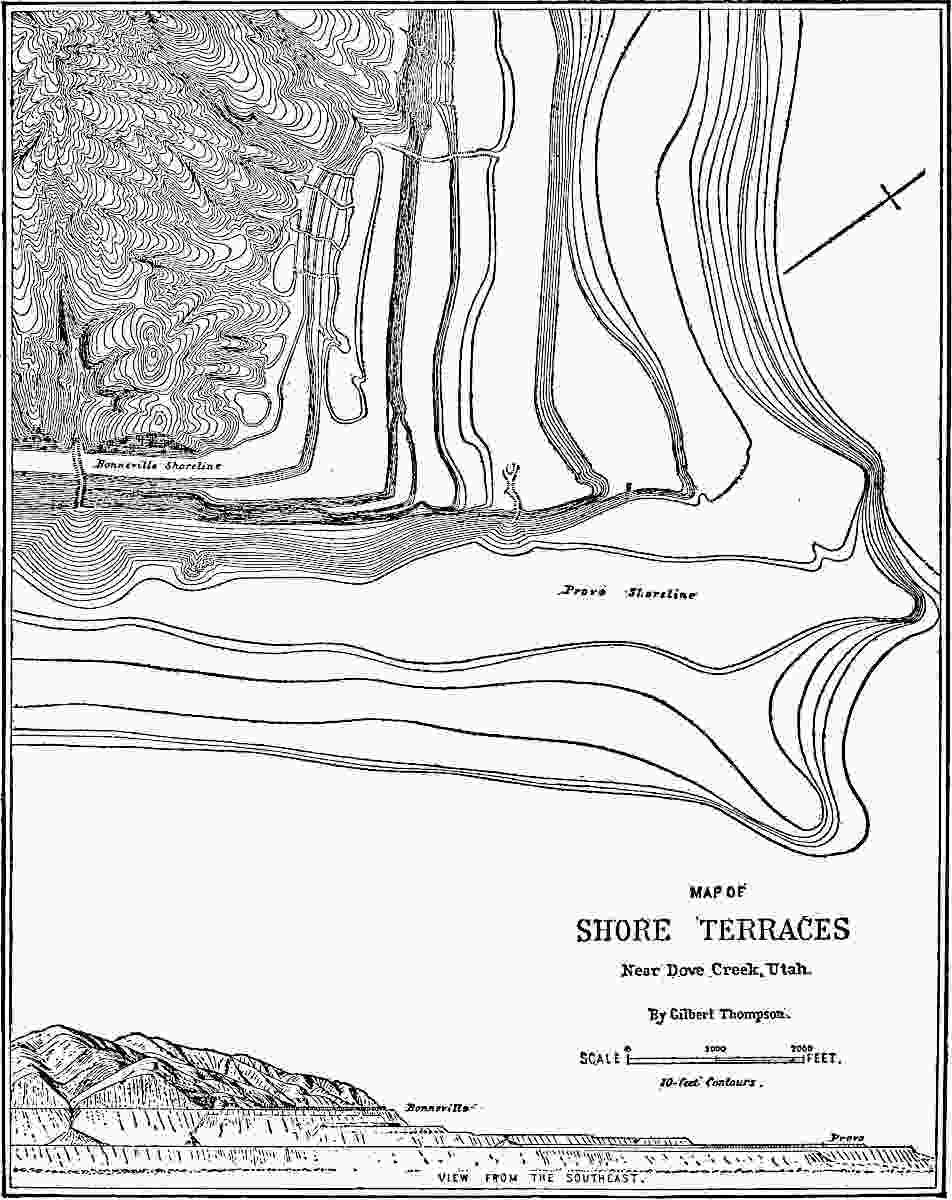 Bonneville Shoreline
Provo Shoreline
MAP OF
SHORE TERRACES
Near Dove Creek, Utah.
By Gilbert Thompson.
SCALE 0 1000 2000 FEET.
10-feet Contours.
Bonneville
Provo
VIEW FROM THE SOUTHEAST.